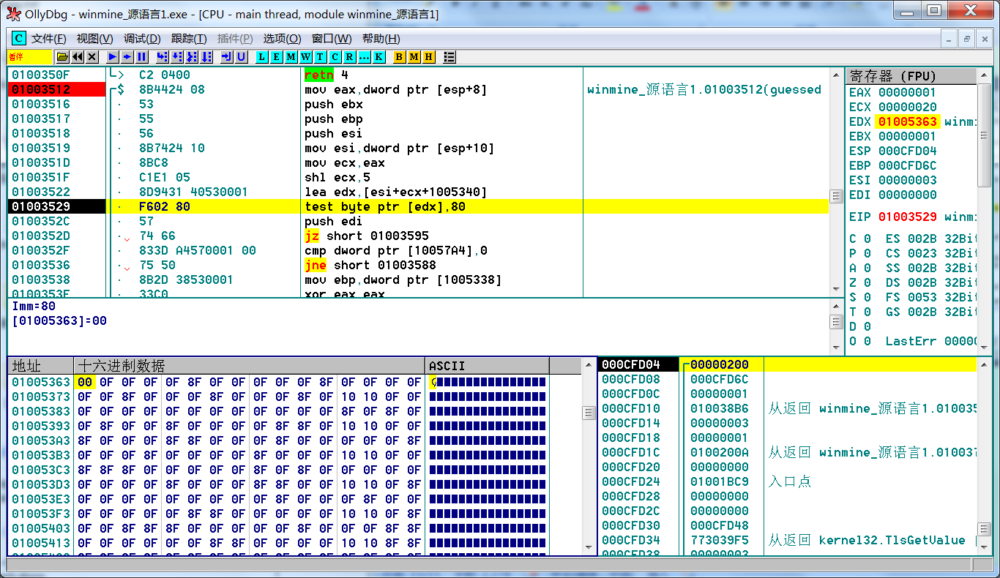 OllyDbg - winmine_源语言1.exe - [CPU - main thread, module winmine_源语言1]
C 文件(F) 视图(V) 调试(D) 跟踪(T) 插件(P) 选项(O) 窗口(W) 帮助(H)
暂停 L E M W T C R ... K B M H
0100350F C2 0400 retn 4
01003512 $ 8B4424 08 mov eax,dword ptr [esp+8] winmine_源语言1.01003512(guessed
01003516 · 53 push ebx
01003517 · 55 push ebp
01003518 · 56 push esi
01003519 · 8B7424 10 mov esi,dword ptr [esp+10]
0100351D · 8BC8 mov ecx,eax
0100351F · C1E1 05 shl ecx,5
01003522 · 8D9431 40530001 lea edx,[esi+ecx+1005340]
01003529 · F602 80 test byte ptr [edx],80
0100352C · 57 push edi
0100352D · 74 66 jz short 01003595
0100352F · 833D A4570001 00 cmp dword ptr [10057A4],0
01003536 · 75 50 jne short 01003588
01003538 · 8B2D 38530001 mov ebp,dword ptr [1005338]
0100353E · 33C0 xor eax,eax
Imm=80
[01005363]=00
寄存器 (FPU)
EAX 00000001
ECX 00000020
EDX 01005363 winm
EBX 00000001
ESP 000CFD04
EBP 000CFD6C
ESI 00000003
EDI 00000000
EIP 01003529 winm
C 0 ES 002B 32Bi
P 0 CS 0023 32Bi
A 0 SS 002B 32Bi
Z 0 DS 002B 32Bi
S 0 FS 0053 32Bi
T 0 GS 002B 32Bi
D 0
O 0 LastErr 0000
地址 十六进制数据 ASCII
01005363 00 0F 0F 0F 0F 8F 0F 0F 0F 0F 0F 8F 0F 0F 0F 0F
01005373 0F 0F 8F 0F 0F 0F 0F 0F 0F 8F 0F 0F 10 10 0F 0F
01005383 0F 0F 0F 0F 0F 0F 0F 0F 0F 0F 0F 0F 8F 0F 8F 0F
01005393 0F 8F 0F 0F 0F 8F 0F 0F 8F 8F 0F 0F 10 10 0F 0F
010053A3 8F 0F 0F 0F 8F 8F 0F 0F 0F 8F 0F 0F 0F 0F 0F 8F
010053B3 0F 0F 0F 8F 0F 0F 0F 0F 8F 0F 0F 0F 10 10 0F 0F
010053C3 8F 8F 8F 0F 0F 0F 0F 0F 0F 0F 0F 0F 0F 0F 0F 0F
010053D3 0F 0F 0F 0F 8F 0F 0F 0F 8F 8F 0F 0F 10 10 0F 8F
010053E3 0F 0F 0F 0F 0F 0F 0F 0F 0F 8F 0F 0F 0F 8F 0F 0F
010053F3 0F 0F 0F 0F 8F 0F 0F 0F 0F 0F 0F 0F 10 10 0F 8F
01005403 0F 0F 8F 8F 8F 0F 0F 0F 0F 0F 8F 0F 0F 8F 0F 0F
01005413 0F 0F 0F 0F 0F 0F 8F 8F 0F 0F 0F 0F 10 10 8F 8F
000CFD04 00000200
000CFD08 000CFD6C
000CFD0C 00000001
000CFD10 010038B6 从返回 winmine_源语言1.010035
000CFD14 00000003
000CFD18 00000001
000CFD1C 0100200A 从返回 winmine_源语言1.010037
000CFD20 00000000
000CFD24 01001BC9 入口点
000CFD28 00000000
000CFD2C 00000000
000CFD30 000CFD48
000CFD34 773039F5 从返回 kernel32.TlsGetValue
000CFD38 00000003